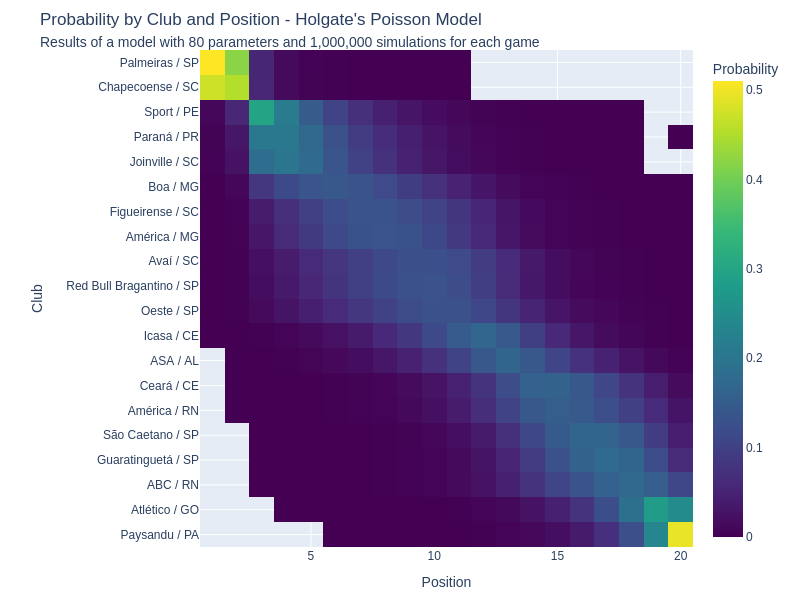 Probability by Club and Position - Holgate's Poisson Model
Results of a model with 80 parameters and 1,000,000 simulations for each game
Probability
Club
Palmeiras / SP
Chapecoense / SC
Sport / PE
Paraná / PR
Joinville / SC
Boa / MG
Figueirense / SC
América / MG
Avaí / SC
Red Bull Bragantino / SP
Oeste / SP
Icasa / CE
ASA / AL
Ceará / CE
América / RN
São Caetano / SP
Guaratinguetá / SP
ABC / RN
Atlético / GO
Paysandu / PA
0.5
0.4
0.3
0.2
0.1
0
5 10 15 20
Position